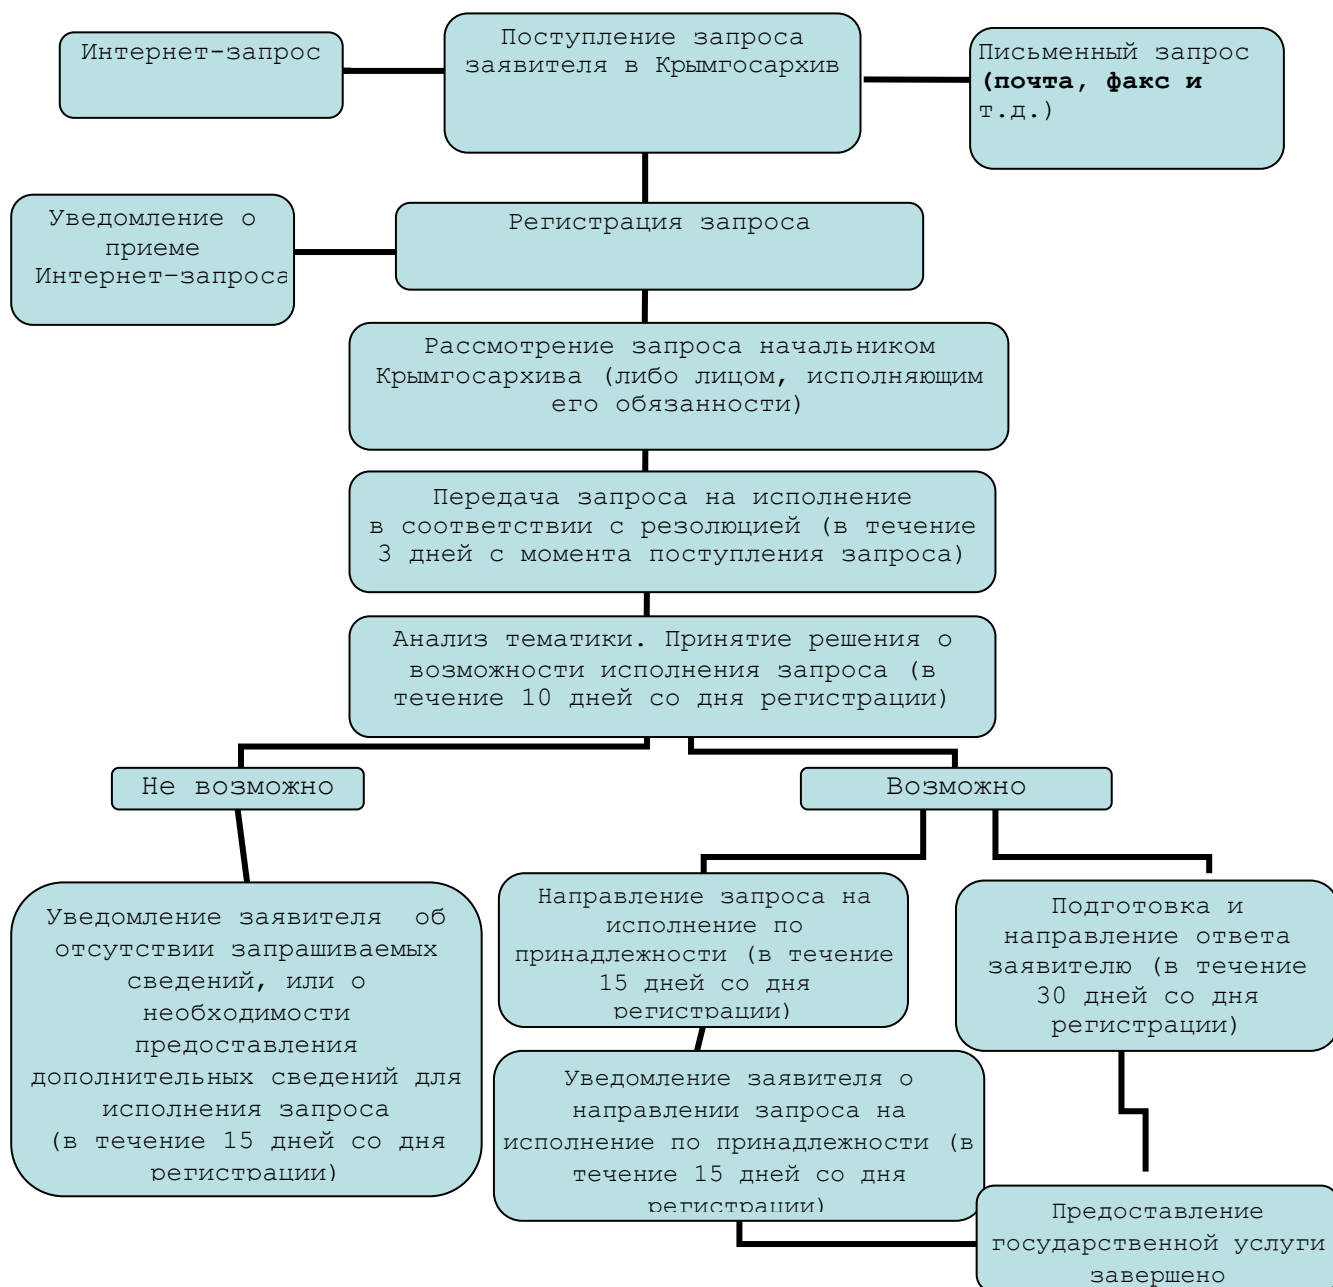 Интернет-запрос
Поступление запроса
заявителя в Крымгосархив
Письменный запрос
(почта, факс и
т.д.)
Уведомление о
приеме
Интернет-запроса
Регистрация запроса
Рассмотрение запроса начальником
Крымгосархива (либо лицом, исполняющим
его обязанности)
Передача запроса на исполнение
в соответствии с резолюцией (в течение
3 дней с момента поступления запроса)
Анализ тематики. Принятие решения о
возможности исполнения запроса (в
течение 10 дней со дня регистрации)
Не возможно
Возможно
Уведомление заявителя об
отсутствии запрашиваемых
сведений, или о
необходимости
предоставления
дополнительных сведений для
исполнения запроса
(в течение 15 дней со дня
регистрации)
Направление запроса на
исполнение по
принадлежности (в течение
15 дней со дня
регистрации)
Подготовка и
направление ответа
заявителю (в течение
30 дней со дня
регистрации)
Уведомление заявителя о
направлении запроса на
исполнение по принадлежности (в
течение 15 дней со дня
регистрации)
Предоставление
государственной услуги
завершено